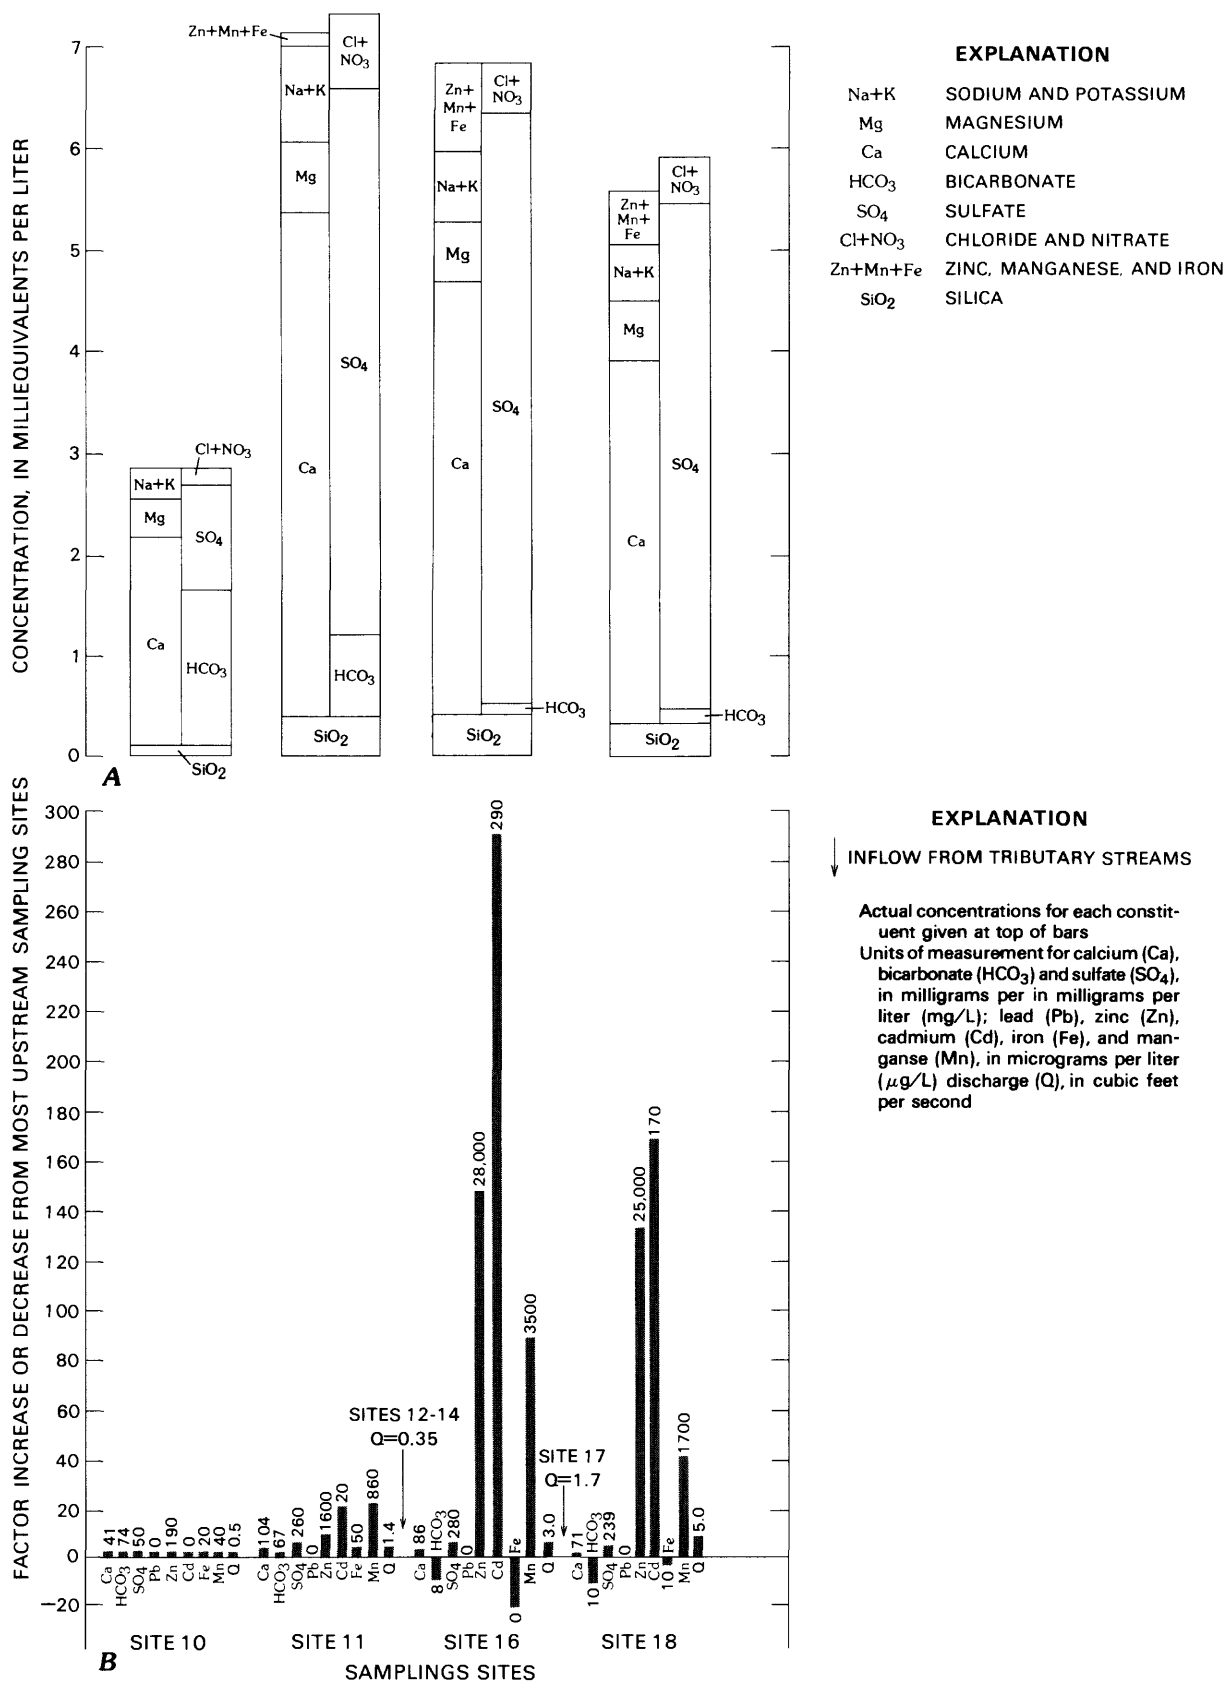 CONCENTRATION, IN MILLIEQUIVALENTS PER LITER
7
6
5
4
3
2
1
0
Na+K
Mg
Ca
Cl+NO3
SO4
HCO3
SiO2
Zn+Mn+Fe
Na+K
Mg
Ca
Cl+
NO3
SO4
HCO3
SiO2
Zn+
Mn+
Fe
Na+K
Mg
Ca
Cl+
NO3
SO4
HCO3
SiO2
Zn+
Mn+
Fe
Na+K
Mg
Ca
Cl+
NO3
SO4
HCO3
SiO2
A
EXPLANATION
Na+K SODIUM AND POTASSIUM
Mg MAGNESIUM
Ca CALCIUM
HCO3 BICARBONATE
SO4 SULFATE
Cl+NO3 CHLORIDE AND NITRATE
Zn+Mn+Fe ZINC, MANGANESE, AND IRON
SiO2 SILICA
FACTOR INCREASE OR DECREASE FROM MOST UPSTREAM SAMPLING SITES
300
280
260
240
220
200
180
160
140
120
100
80
60
40
20
0
−20
41 74 50 0 190 0 20 40 0.5
Ca HCO3 SO4 Pb Zn Cd Fe Mn Q
SITE 10
104 67 260 0 1600 20 50 860 1.4
Ca HCO3 SO4 Pb Zn Cd Fe Mn Q
SITE 11
SITES 12-14
Q=0.35
86 8 280 0 28,000 290 0 3500 3.0
Ca HCO3 SO4 Pb Zn Cd Fe Mn Q
SITE 16
SITE 17
Q=1.7
71 10 239 0 25,000 170 10 1700 5.0
Ca HCO3 SO4 Pb Zn Cd Fe Mn Q
SITE 18
B
SAMPLINGS SITES
EXPLANATION
INFLOW FROM TRIBUTARY STREAMS
Actual concentrations for each constit-
uent given at top of bars
Units of measurement for calcium (Ca),
bicarbonate (HCO3) and sulfate (SO4),
in milligrams per in milligrams per
liter (mg/L); lead (Pb), zinc (Zn),
cadmium (Cd), iron (Fe), and man-
ganse (Mn), in micrograms per liter
(μg/L) discharge (Q), in cubic feet
per second